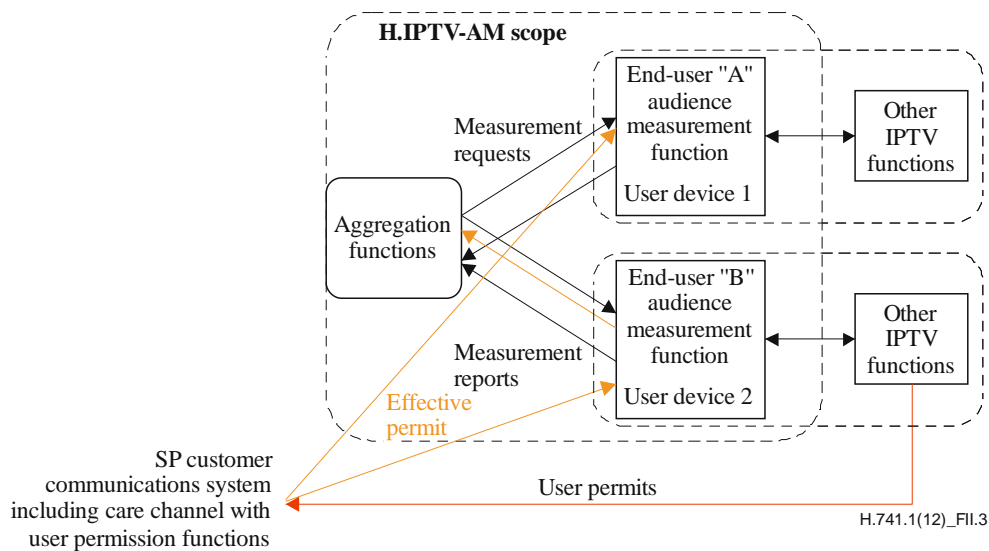 H.IPTV-AM scope
End-user "A"
audience
measurement
function
User device 1
Other
IPTV
functions
Measurement
requests
Aggregation
functions
End-user "B"
audience
measurement
function
User device 2
Other
IPTV
functions
Measurement
reports
Effective
permit
SP customer
communications system
including care channel with
user permission functions
User permits
H.741.1(12)_FII.3